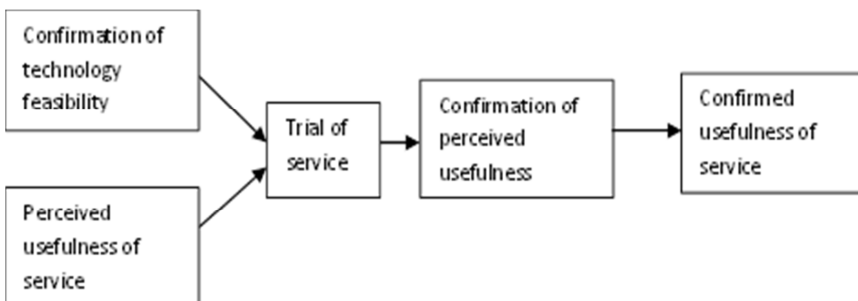 Confirmation of
technology
feasibility
Perceived
usefulness of
service
Trial of
service
Confirmation of
perceived
usefulness
Confirmed
usefulness of
service